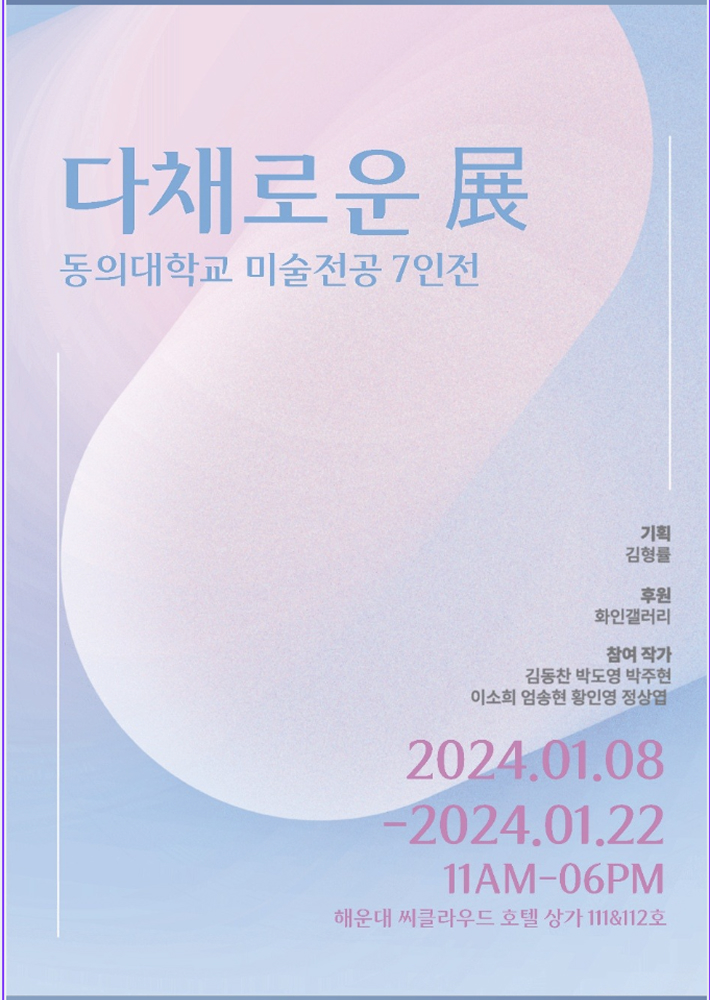 다채로운 展
동의대학교 미술전공 7인전
기획
김형률
후원
화인갤러리
참여 작가
김동찬 박도영 박주현
이소희 엄송현 황인영 정상엽
2024.01.08
-2024.01.22
11AM-06PM
해운대 씨클라우드 호텔 상가 111&112호